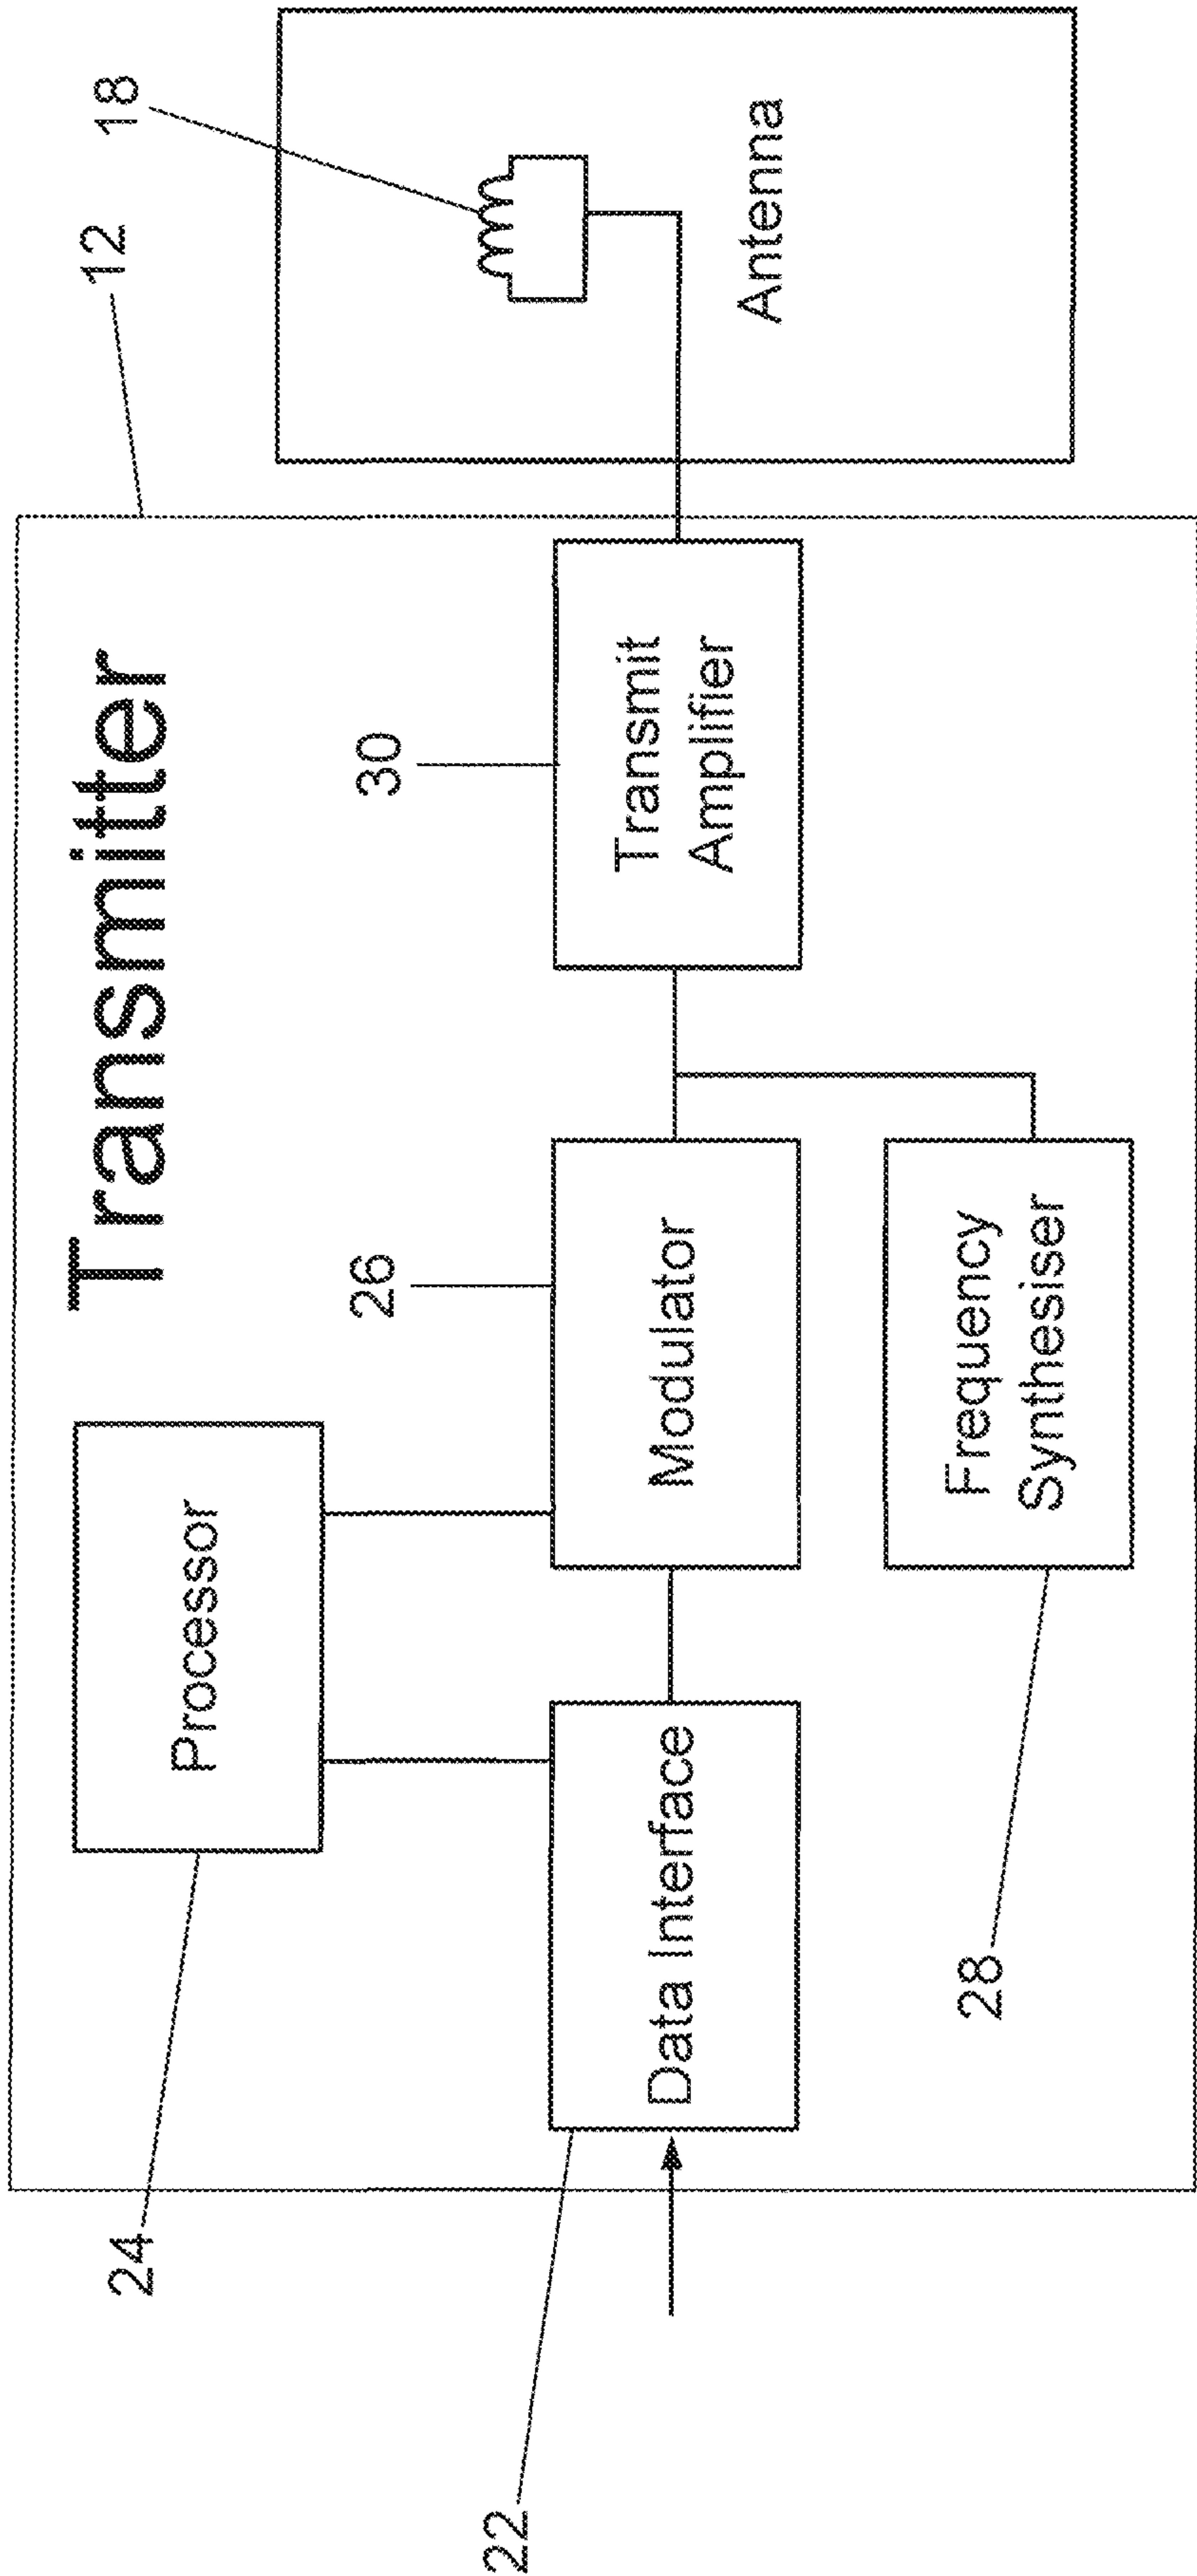 Transmitter
12
18
24
Processor
26
30
22
Data Interface
Modulator
Transmit
Amplifier
Antenna
28
Frequency
Synthesiser